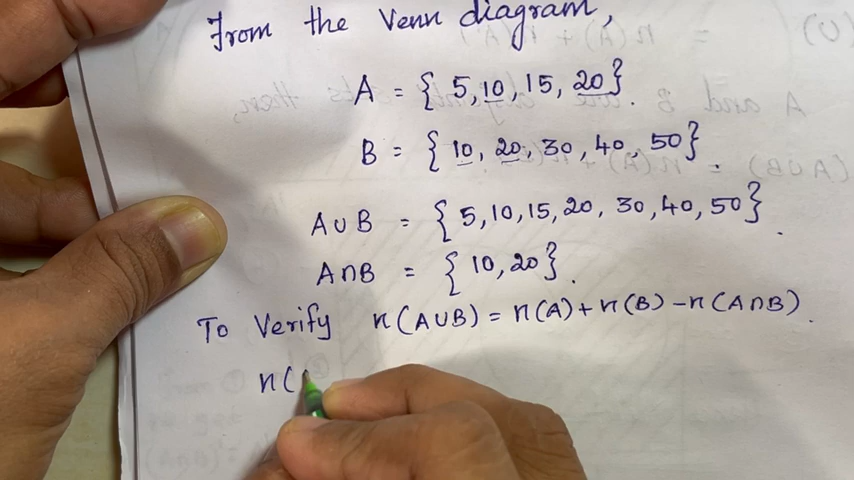 From the Venn diagram,
A = { 5, 10, 15, 20 }.
B = { 10, 20, 30, 40, 50 }.
A∪B = { 5, 10, 15, 20, 30, 40, 50 }.
A∩B = { 10, 20 }.
To Verify n(A∪B) = n(A) + n(B) - n(A∩B).
n(